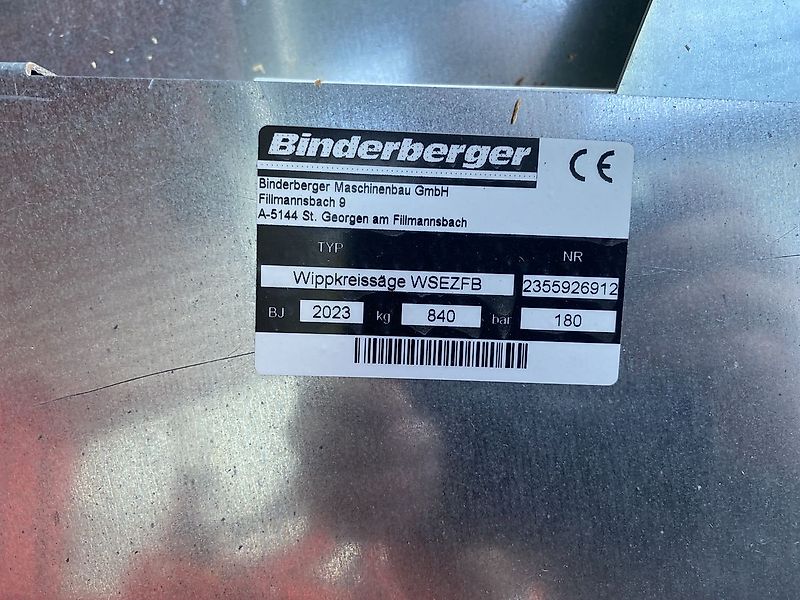 Binderberger
CE
Binderberger Maschinenbau GmbH
Fillmannsbach 9
A-5144 St. Georgen am Fillmannsbach
TYP NR
Wippkreissäge WSEZFB 2355926912
BJ 2023 kg 840 bar 180